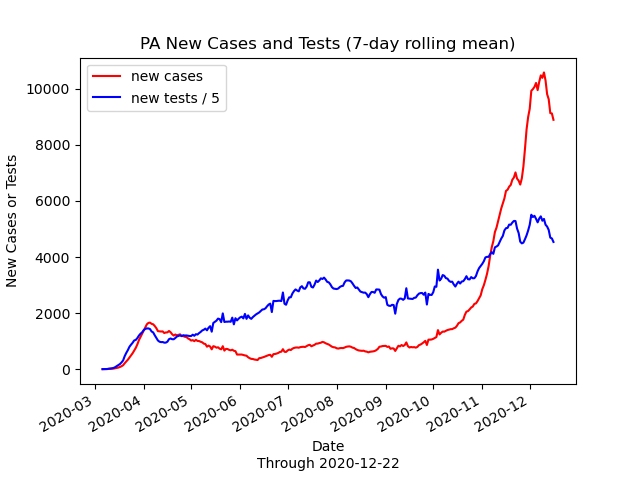 PA New Cases and Tests (7-day rolling mean)
new cases
new tests / 5
New Cases or Tests
10000
8000
6000
4000
2000
0
2020-03
2020-04
2020-05
2020-06
2020-07
2020-08
2020-09
2020-10
2020-11
2020-12
Date
Through 2020-12-22